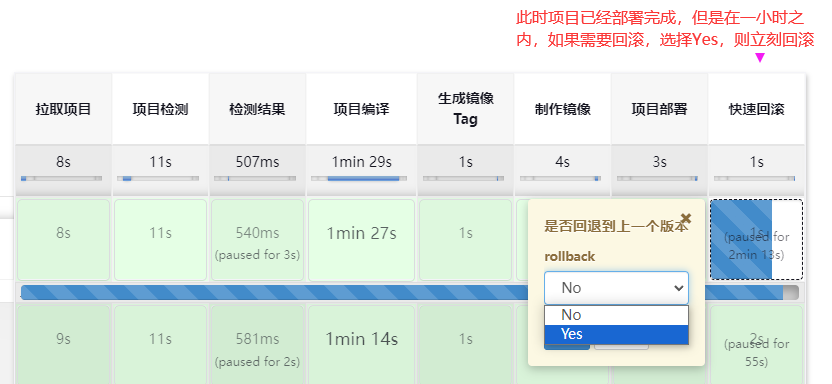 此时项目已经部署完成，但是在一小时之
内，如果需要回滚，选择Yes，则立刻回滚
拉取项目 项目检测 检测结果 项目编译 生成镜像 Tag 制作镜像 项目部署 快速回滚
8s 11s 507ms 1min 29s 1s 4s 3s 1s
8s 11s 540ms 1min 27s 1s 1s
(paused for 3s) (paused for 2min 13s)
是否回退到上一个版本
rollback
No
No
Yes
9s 11s 581ms 1min 14s 1s 2s
(paused for 2s) (paused for 55s)